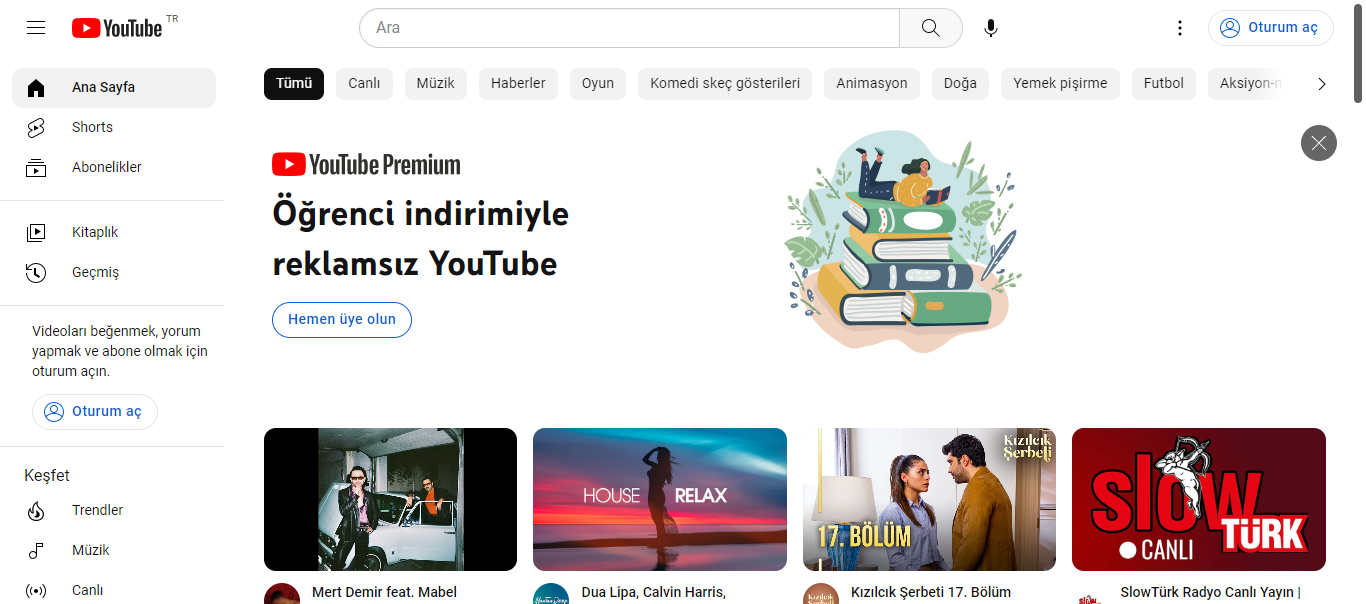 YouTube TR
Ara
Oturum aç
Ana Sayfa
Shorts
Abonelikler
Kitaplık
Geçmiş
Videoları beğenmek, yorum
yapmak ve abone olmak için
oturum açın.
Oturum aç
Keşfet
Trendler
Müzik
Canlı
Tümü
Canlı
Müzik
Haberler
Oyun
Komedi skeç gösterileri
Animasyon
Doğa
Yemek pişirme
Futbol
YouTube Premium
Öğrenci indirimiyle
reklamsız YouTube
Hemen üye olun
HOUSE RELAX
Kızılcık
Şerbeti
17. BÖLÜM
SLOW
TÜRK
CANLI
Mert Demir feat. Mabel
Dua Lipa, Calvin Harris,
Kızılcık Şerbeti 17. Bölüm
SlowTürk Radyo Canlı Yayın |